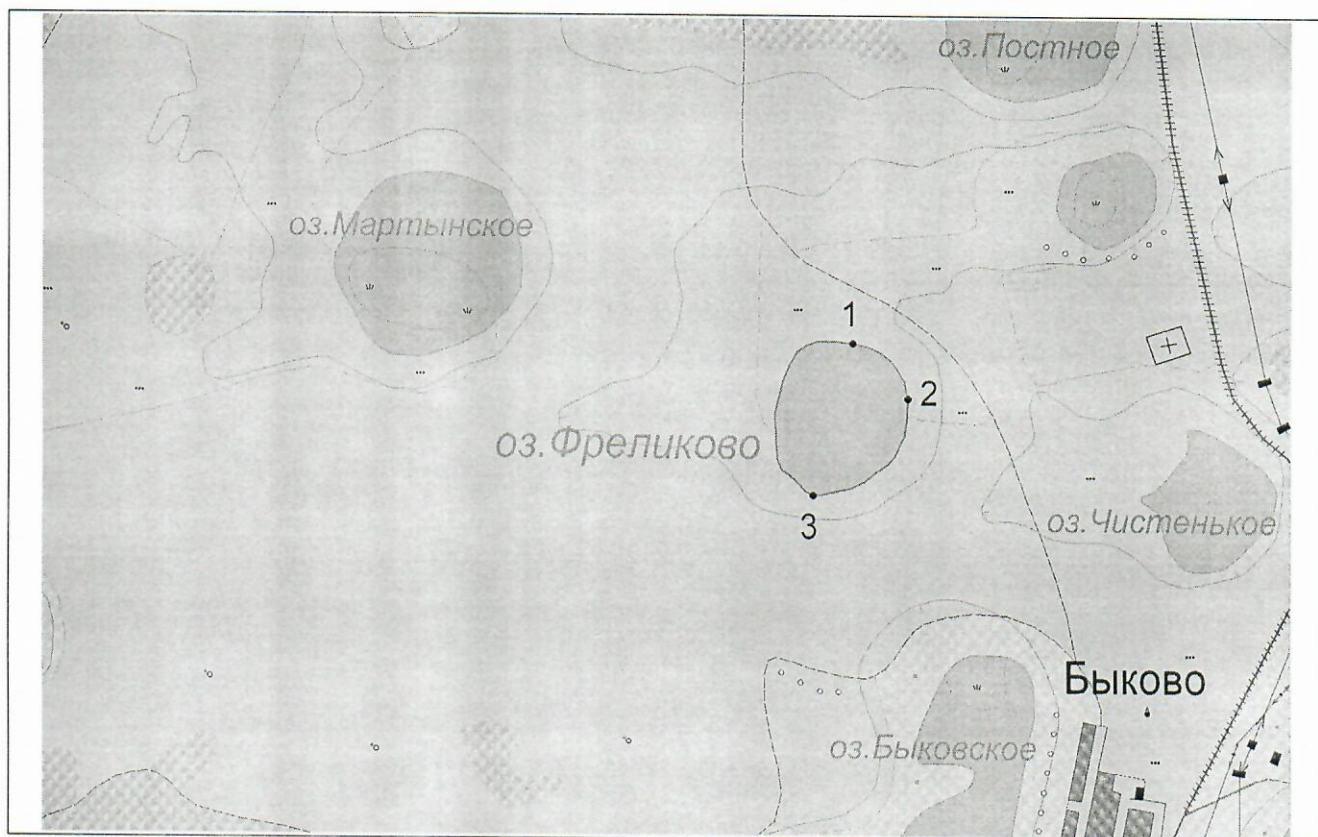 оз.Постное
оз.Мартынское
1
2
оз.Фреликово
3
оз.Чистенькое
Быково
оз.Быковское